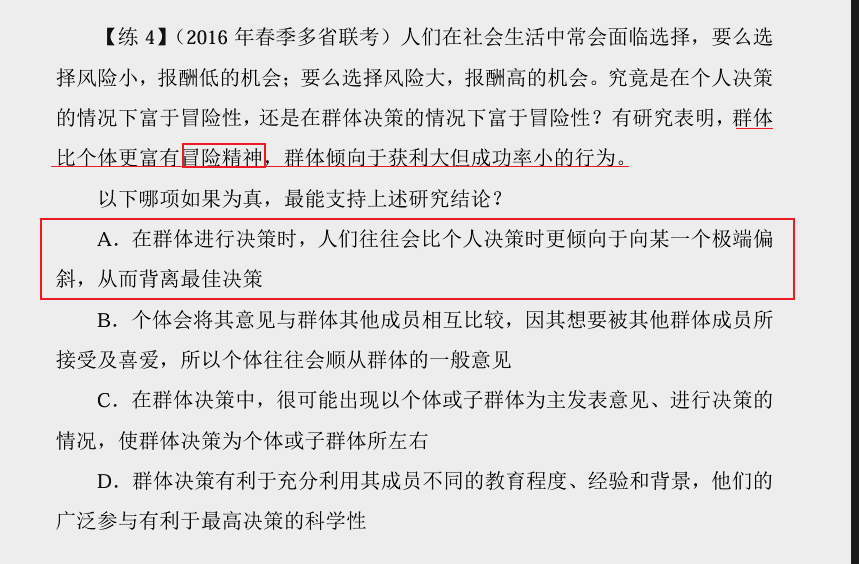 【练 4】（2016 年春季多省联考）人们在社会生活中常会面临选择，要么选
择风险小，报酬低的机会；要么选择风险大，报酬高的机会。究竟是在个人决策
的情况下富于冒险性，还是在群体决策的情况下富于冒险性？有研究表明，群体
比个体更富有冒险精神，群体倾向于获利大但成功率小的行为。
以下哪项如果为真，最能支持上述研究结论？
A．在群体进行决策时，人们往往会比个人决策时更倾向于向某一个极端偏
斜，从而背离最佳决策
B．个体会将其意见与群体其他成员相互比较，因其想要被其他群体成员所
接受及喜爱，所以个体往往会顺从群体的一般意见
C．在群体决策中，很可能出现以个体或子群体为主发表意见、进行决策的
情况，使群体决策为个体或子群体所左右
D．群体决策有利于充分利用其成员不同的教育程度、经验和背景，他们的
广泛参与有利于最高决策的科学性